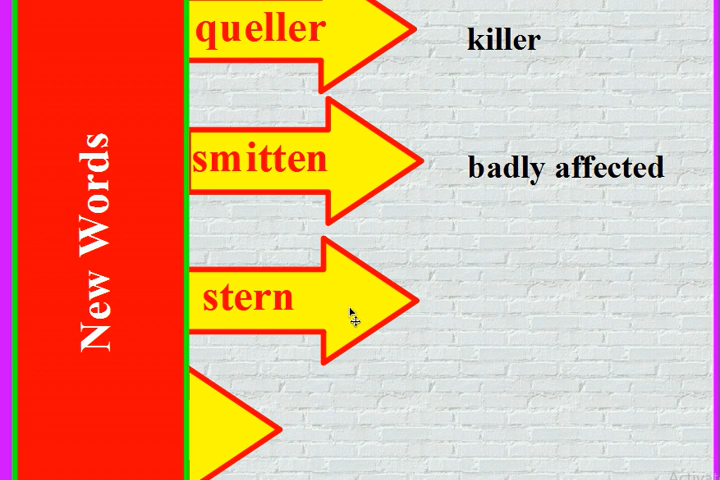 New Words
queller
killer
smitten
badly affected
stern